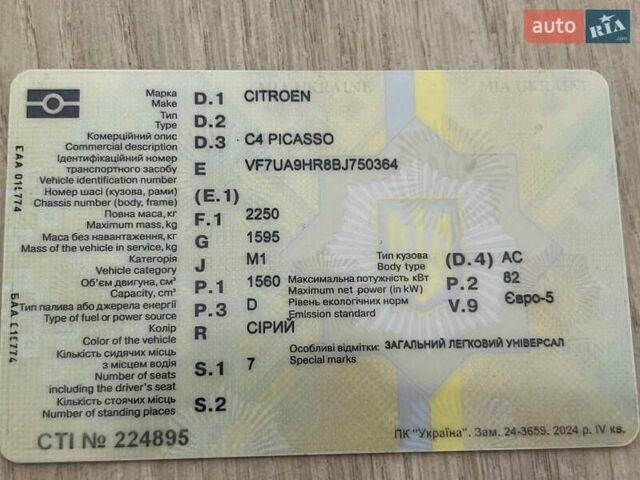 auto RIA.com
MIA UKRAINE MIA UKRAINE
Марка
Make D.1 CITROEN
Тип
Type D.2
Комерційний опис
Commercial description D.3 C4 PICASSO
Ідентифікаційний номер
транспортного засобу E VF7UA9HR8BJ750364
Vehicle identification number
Номер шасі (кузова, рами) (E.1)
Chassis number (body, frame)
Повна маса,кг F.1 2250
Maximum mass,kg
Маса без навантаження,кг G 1595
Mass of the vehicle in service, kg
Категорія J M1 Тип кузова (D.4) AC
Vehicle category Body type
Об'єм двигуна,см³ P.1 1560 Максимальна потужність кВт P.2 82
Capacity, cm³ Maximum net power (in kW)
Тип палива або джерела енергії P.3 D Рівень екологічних норм V.9 Євро-5
Type of fuel or power source Emission standard
Колір R СІРИЙ
Color of the vehicle
Кількість сидячих місць Особливі відмітки: ЗАГАЛЬНИЙ ЛЕГКОВИЙ УНІВЕРСАЛ
з місцем водія S.1 7 Special marks
Number of seats
including the driver's seat
Кількість стоячих місць S.2
Number of standing places
СТІ № 224895
ПК "Україна". Зам. 24-3659. 2024 р. IV кв.